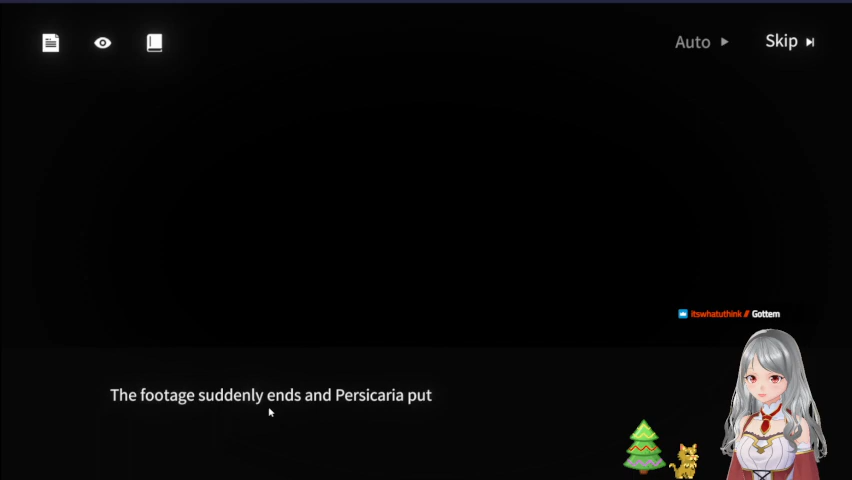 Auto
Skip
itswhatuthink // Gottem
The footage suddenly ends and Persicaria put